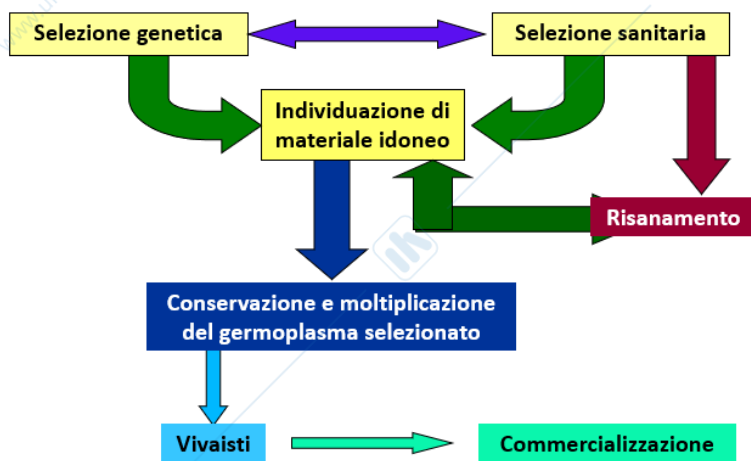 Selezione genetica
Selezione sanitaria
Individuazione di
materiale idoneo
Risanamento
Conservazione e moltiplicazione
del germoplasma selezionato
Vivaisti
Commercializzazione